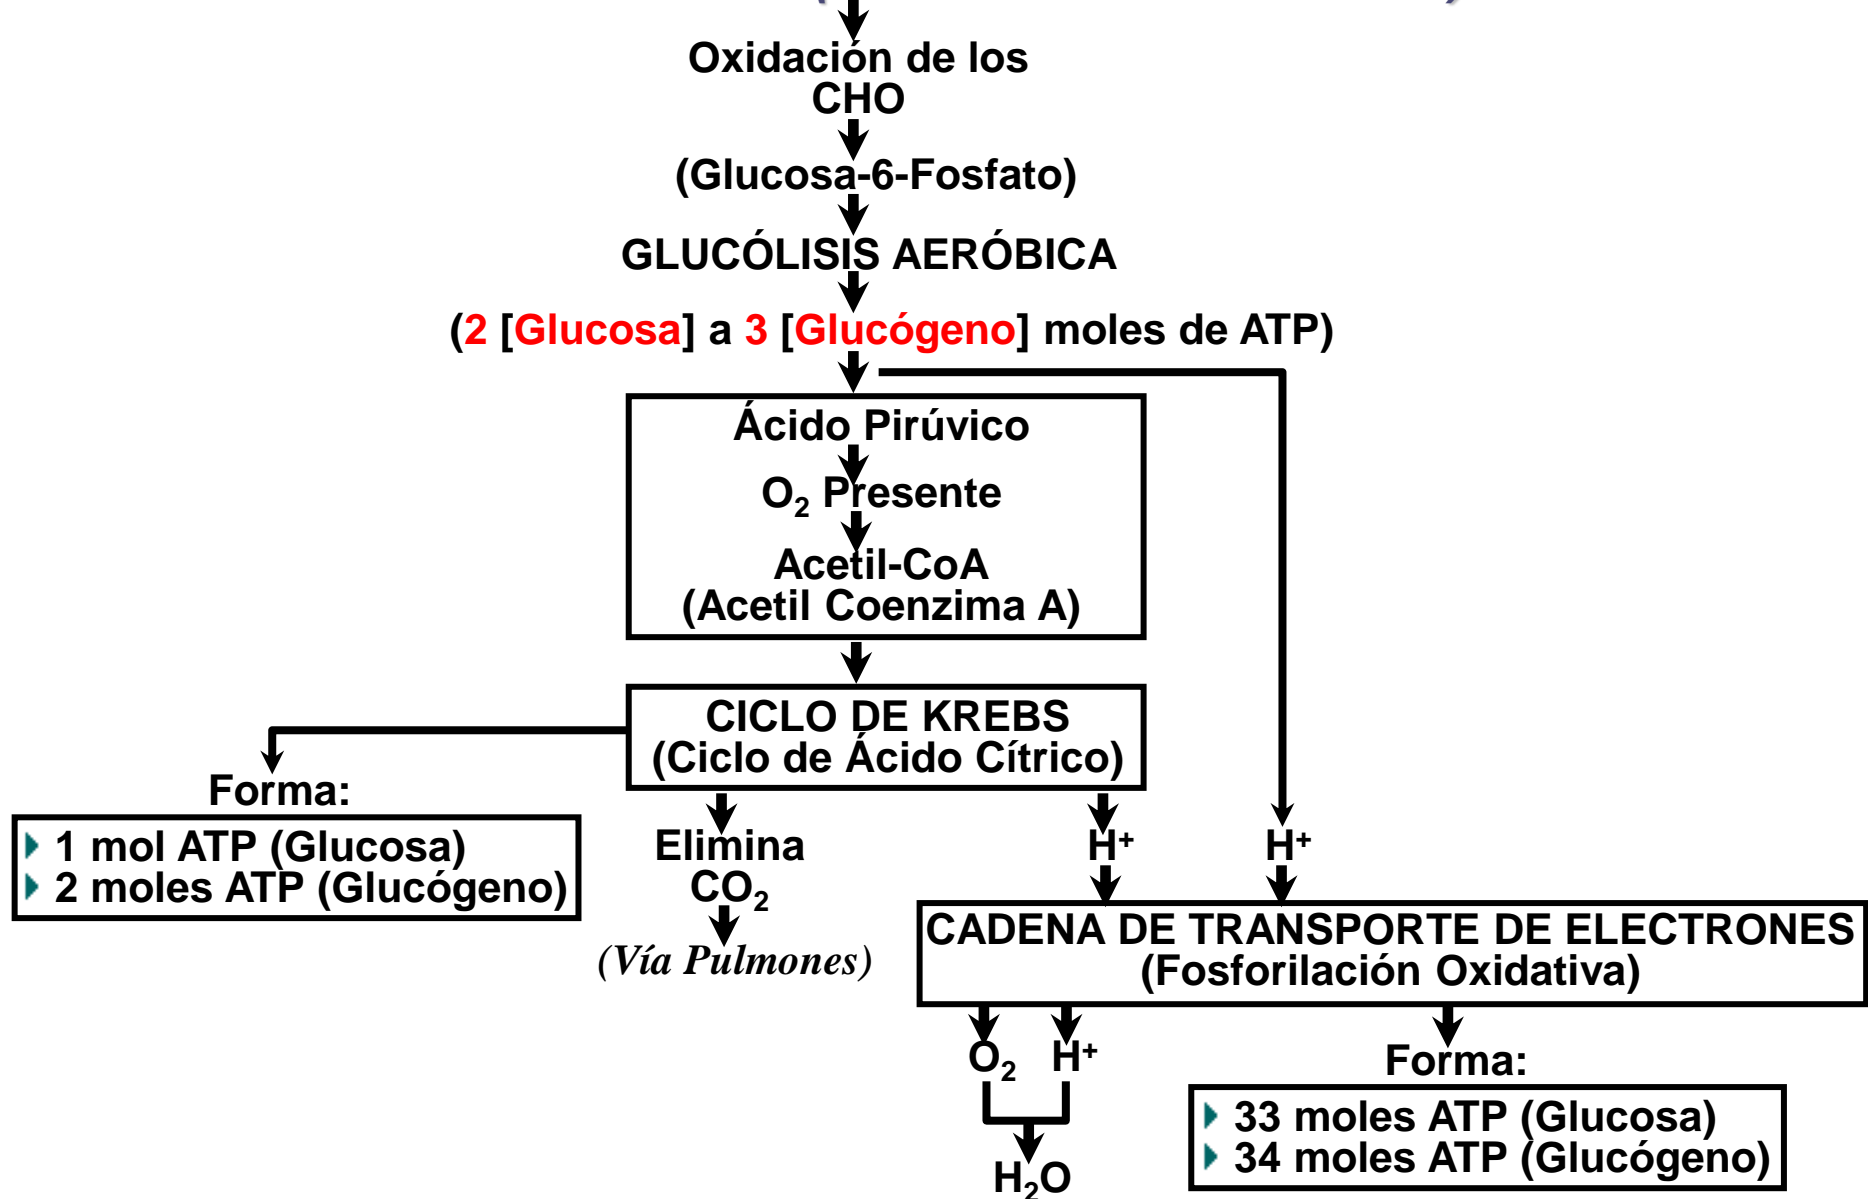 Oxidación de los
CHO
(Glucosa-6-Fosfato)
GLUCÓLISIS AERÓBICA
(2 [Glucosa] a 3 [Glucógeno] moles de ATP)
Ácido Pirúvico
O₂ Presente
Acetil-CoA
(Acetil Coenzima A)
CICLO DE KREBS
(Ciclo de Ácido Cítrico)
Forma:
1 mol ATP (Glucosa)
2 moles ATP (Glucógeno)
Elimina
CO₂
(Vía Pulmones)
H⁺
H⁺
CADENA DE TRANSPORTE DE ELECTRONES
(Fosforilación Oxidativa)
O₂ H⁺
H₂O
Forma:
33 moles ATP (Glucosa)
34 moles ATP (Glucógeno)